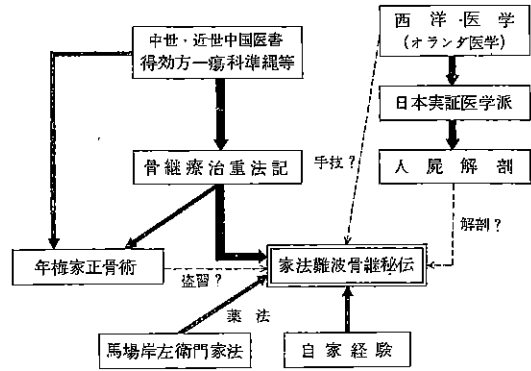 中世・近世中国医書
得効方―瘍科準縄等
西洋・医学
(オランダ医学)
日本実証医学派
手技?
骨継療治重法記
人屍解剖
解剖?
年梅家正骨術
盗習?
家法難波骨継秘伝
薬法
馬場岸左衛門家法
自家経験